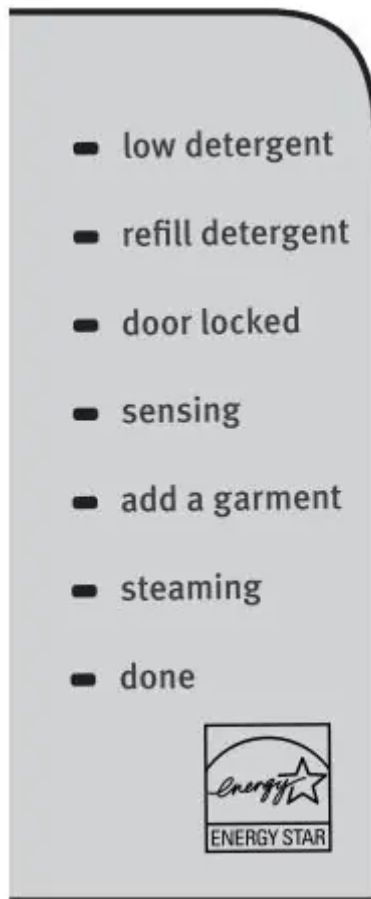 low detergent
refill detergent
door locked
sensing
add a garment
steaming
done
energy
ENERGY STAR